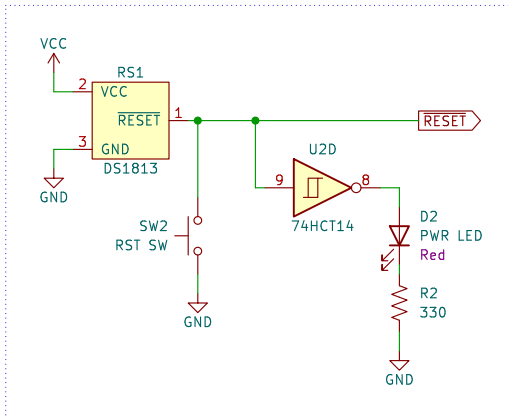 VCC
RS1
2
VCC
RESET
1
RESET
3
GND
DS1813
GND
U2D
9
8
74HCT14
SW2
RST SW
GND
D2
PWR LED
Red
R2
330
GND